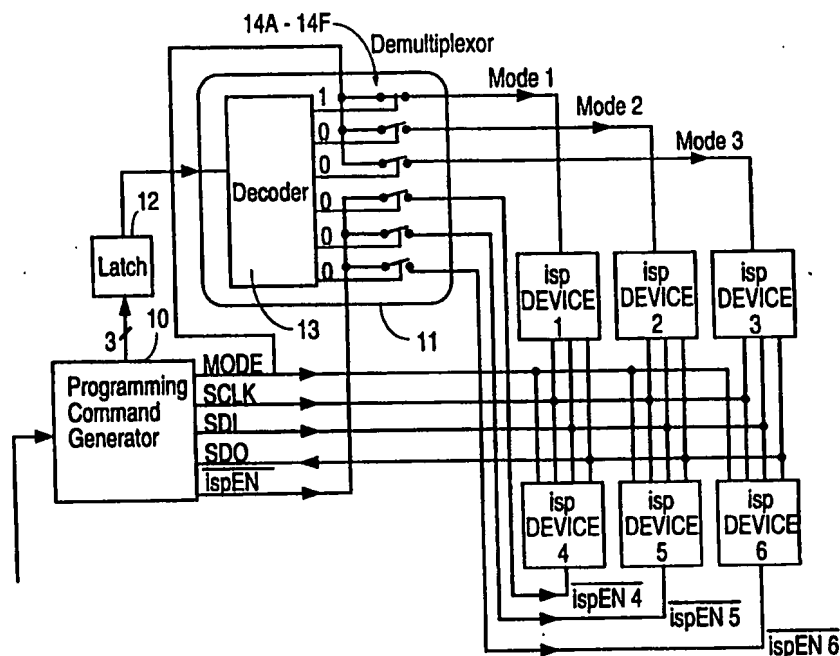 14A - 14F
Demultiplexor
Mode 1
Mode 2
Mode 3
1
0
0
0
0
0
Decoder
12
Latch
13
11
3
10
Programming
Command
Generator
MODE
SCLK
SDI
SDO
ispEN
isp
DEVICE
1
isp
DEVICE
2
isp
DEVICE
3
isp
DEVICE
4
isp
DEVICE
5
isp
DEVICE
6
ispEN 4
ispEN 5
ispEN 6